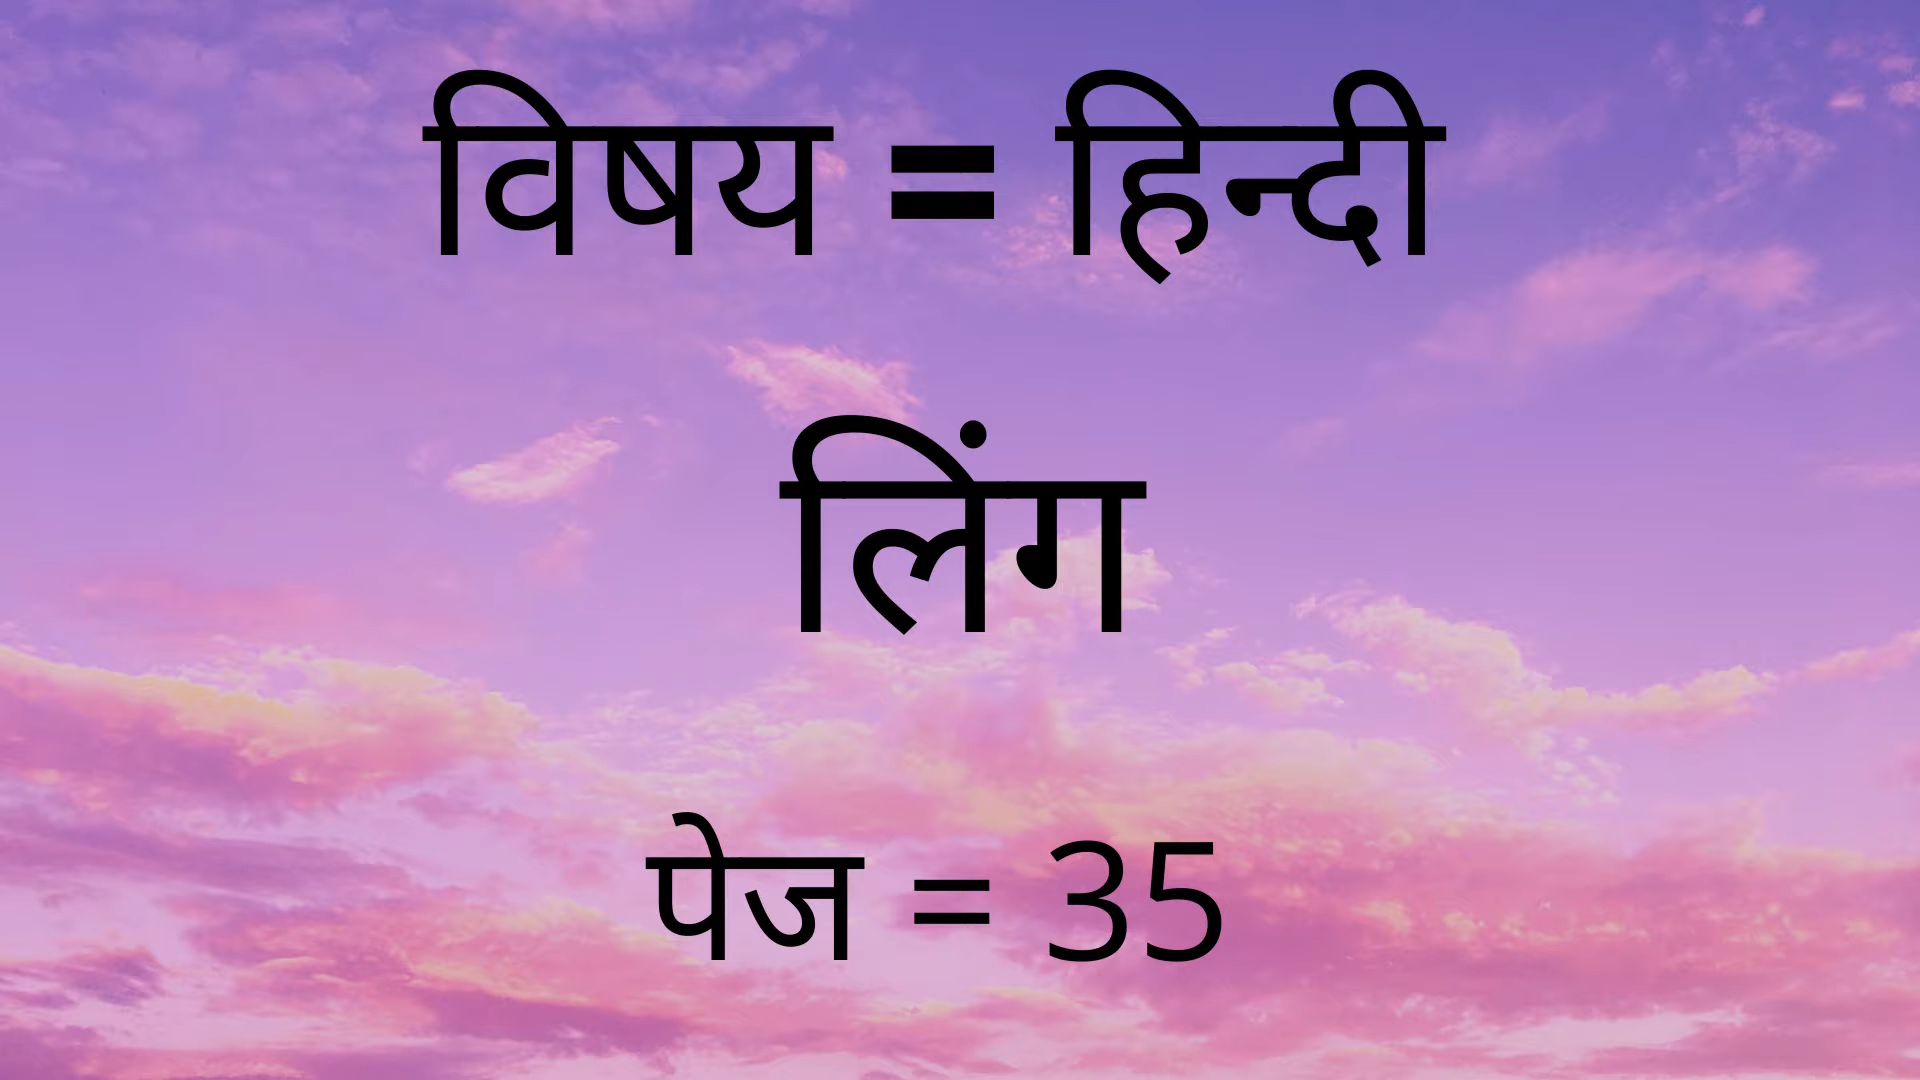 विषय = हिन्दी
लिंग
पेज = 35